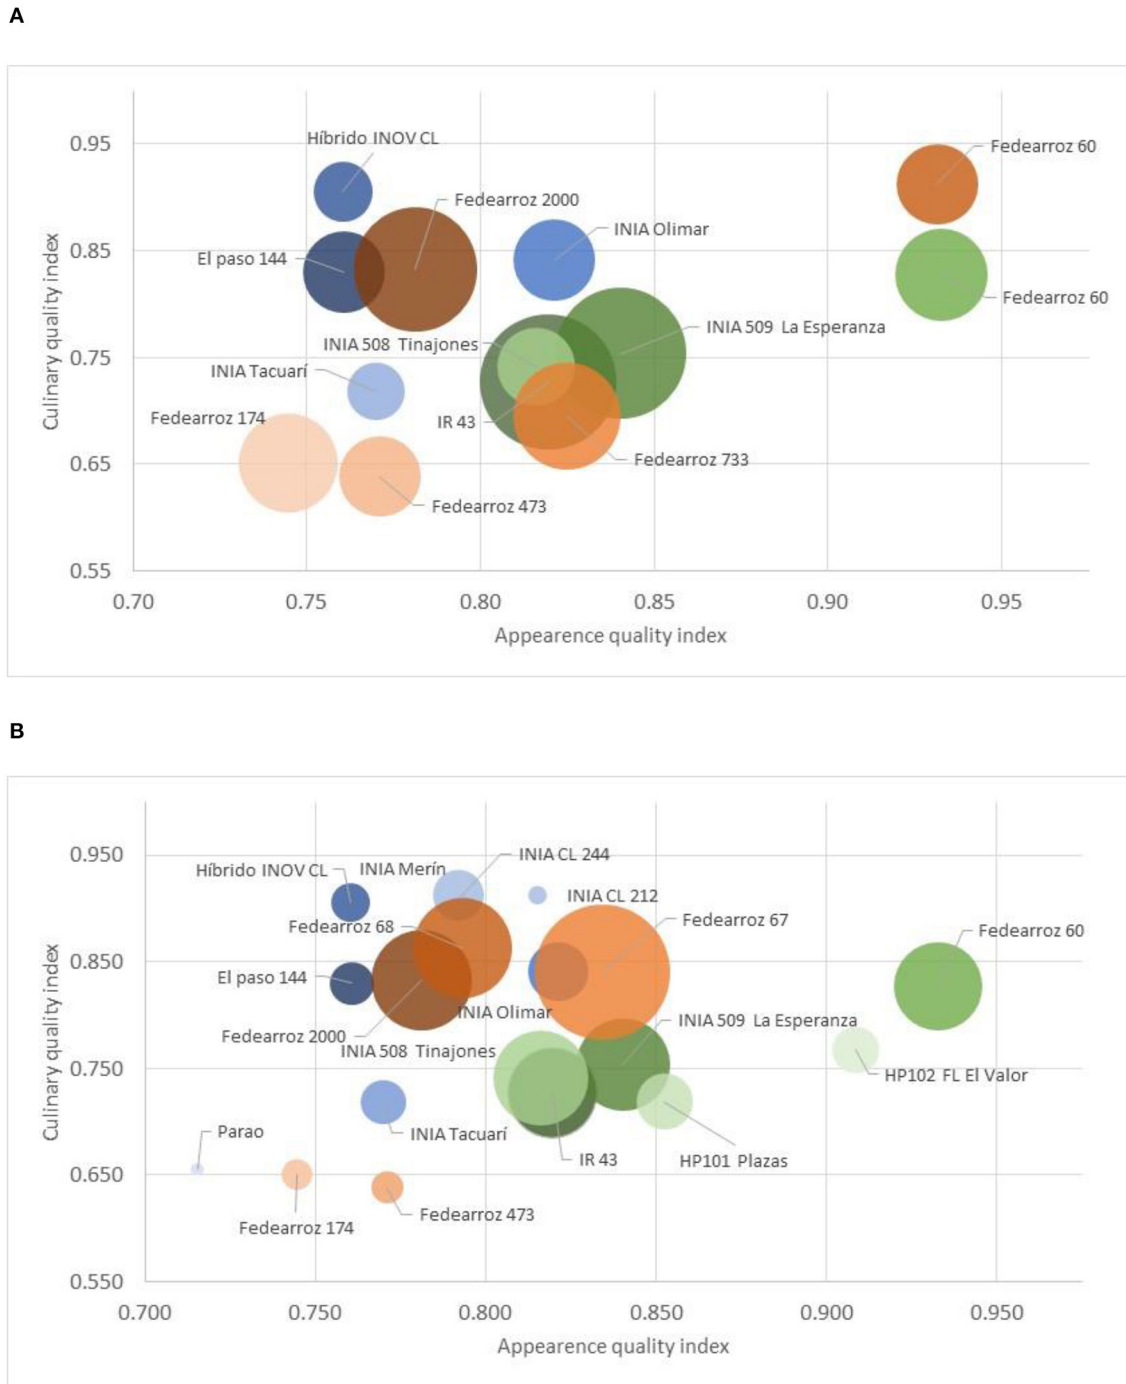 A
0.95
0.85
0.75
0.65
0.55
Culinary quality index
Híbrido INOV CL
Fedearroz 60
Fedearroz 2000
INIA Olimar
El paso 144
Fedearroz 60
INIA 509 La Esperanza
INIA 508 Tinajones
INIA Tacuarí
Fedearroz 174
IR 43
Fedearroz 733
Fedearroz 473
0.70 0.75 0.80 0.85 0.90 0.95
Appearence quality index
B
0.950
0.850
0.750
0.650
0.550
Culinary quality index
INIA CL 244
Híbrido INOV CL
INIA Merín
INIA CL 212
Fedearroz 67
Fedearroz 68
Fedearroz 60
El paso 144
INIA Olimar
INIA 509 La Esperanza
Fedearroz 2000
INIA 508 Tinajones
HP102 FL El Valor
Parao
INIA Tacuarí
IR 43
HP101 Plazas
Fedearroz 473
Fedearroz 174
0.700 0.750 0.800 0.850 0.900 0.950
Appearence quality index